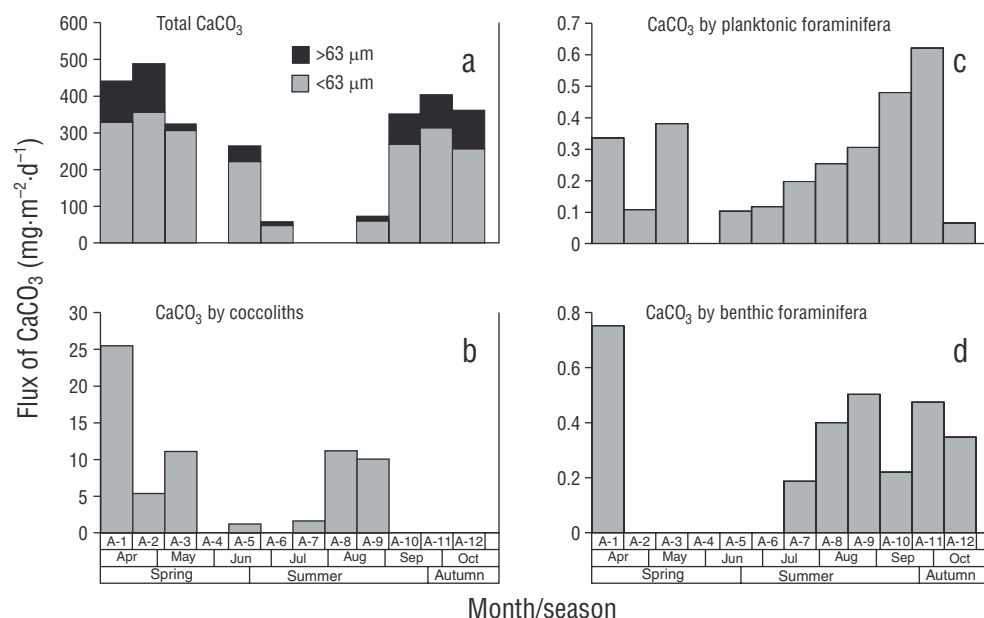 Flux of CaCO₃ (mg·m⁻²·d⁻¹)
Total CaCO₃
a
>63 µm
<63 µm
600
500
400
300
200
100
0
CaCO₃ by planktonic foraminifera
c
0.7
0.6
0.5
0.4
0.3
0.2
0.1
0
CaCO₃ by coccoliths
b
30
25
20
15
10
5
0
A-1 A-2 A-3 A-4 A-5 A-6 A-7 A-8 A-9 A-10 A-11 A-12
Apr May Jun Jul Aug Sep Oct
Spring Summer Autumn
CaCO₃ by benthic foraminifera
d
0.8
0.6
0.4
0.2
0
A-1 A-2 A-3 A-4 A-5 A-6 A-7 A-8 A-9 A-10 A-11 A-12
Apr May Jun Jul Aug Sep Oct
Spring Summer Autumn
Month/season